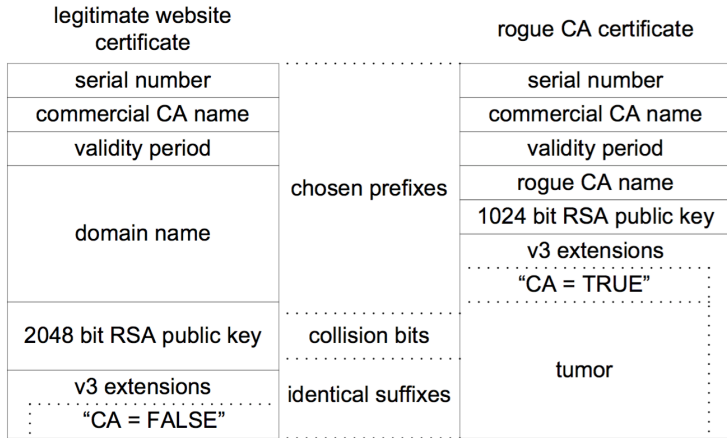 legitimate website
certificate
serial number
commercial CA name
validity period
domain name
2048 bit RSA public key
v3 extensions
“CA = FALSE”
chosen prefixes
collision bits
identical suffixes
rogue CA certificate
serial number
commercial CA name
validity period
rogue CA name
1024 bit RSA public key
v3 extensions
“CA = TRUE”
tumor